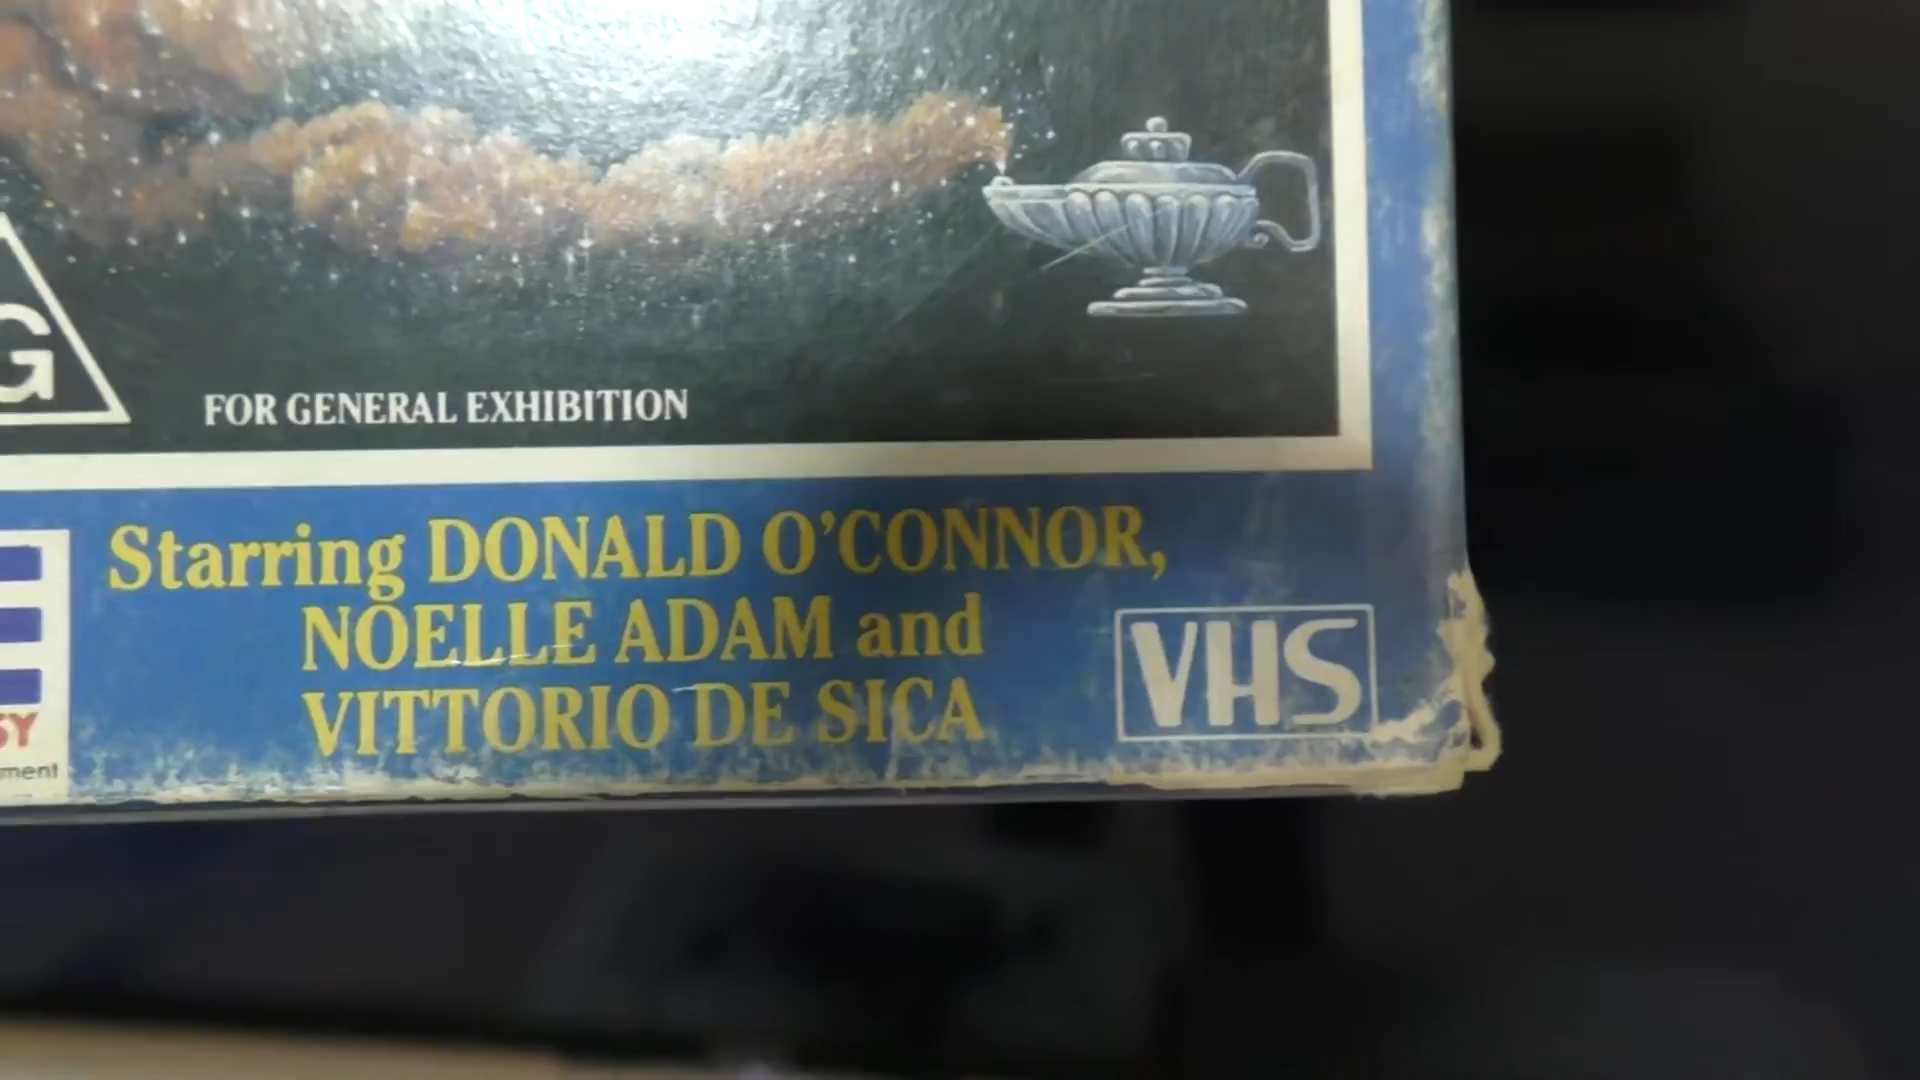 G
FOR GENERAL EXHIBITION
Starring DONALD O'CONNOR,
NOELLE ADAM and
VITTORIO DE SICA
VHS